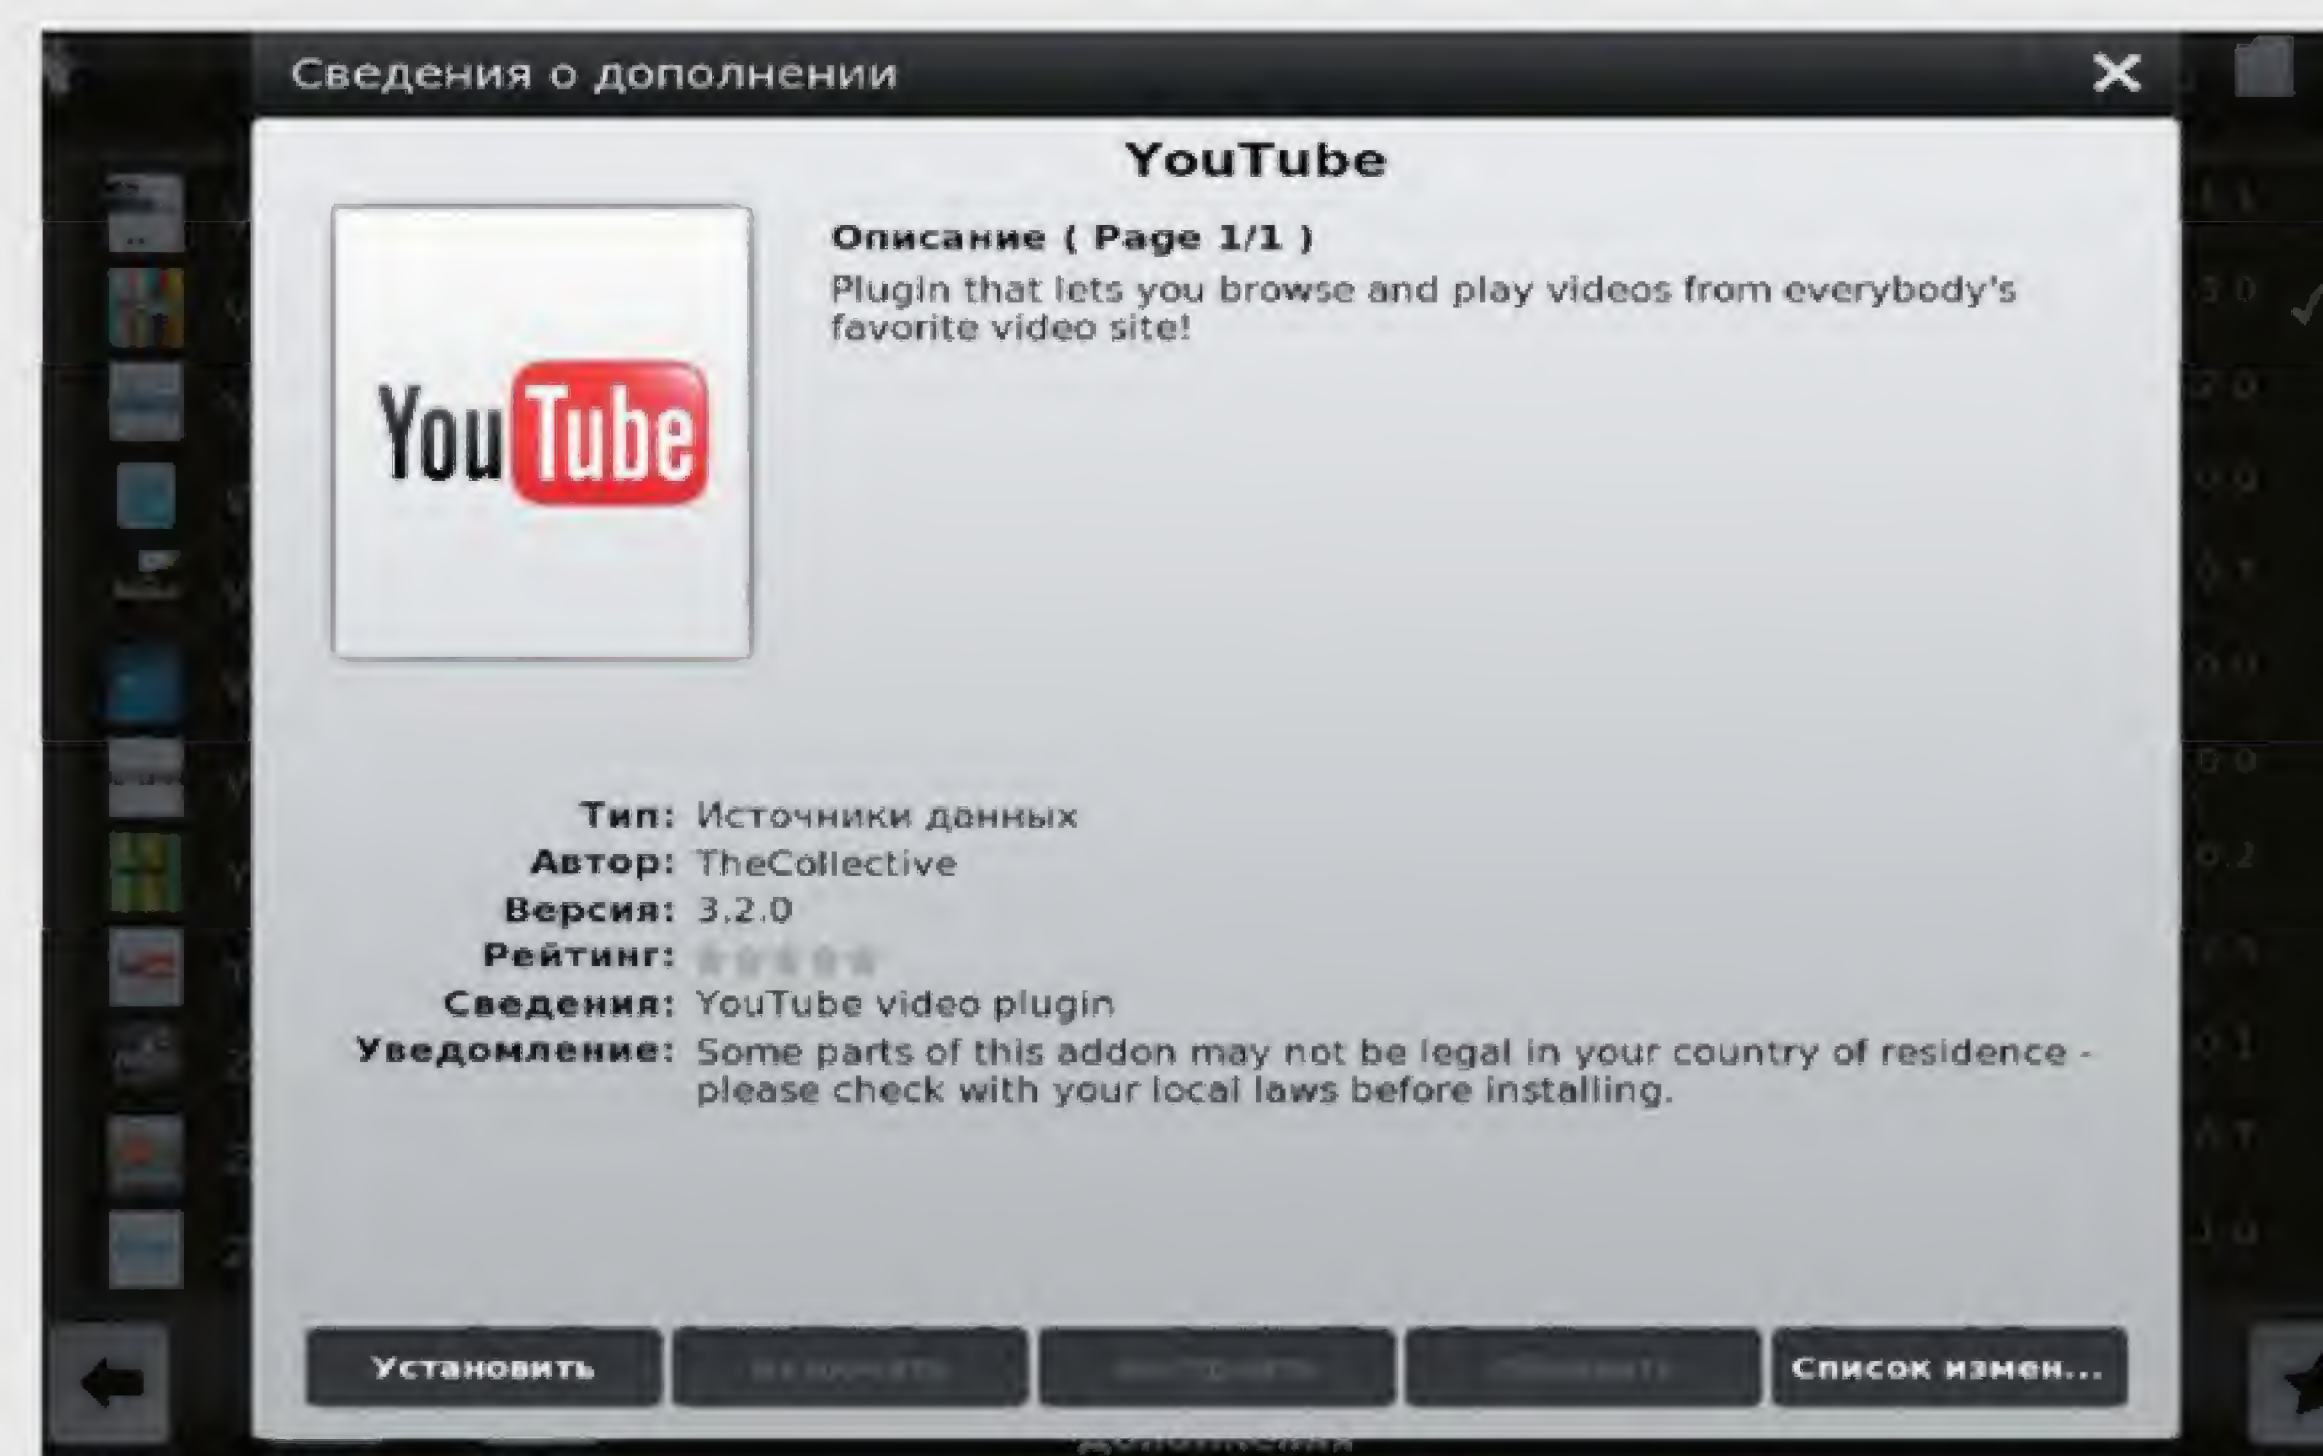 Сведения о дополнении
YouTube
Описание ( Page 1/1 )
Plugin that lets you browse and play videos from everybody's
favorite video site!
YouTube
Тип: Источники данных
Автор: TheCollective
Версия: 3.2.0
Рейтинг:
Сведения: YouTube video plugin
Уведомление: Some parts of this addon may not be legal in your country of residence -
please check with your local laws before installing.
Установить
Список измен...